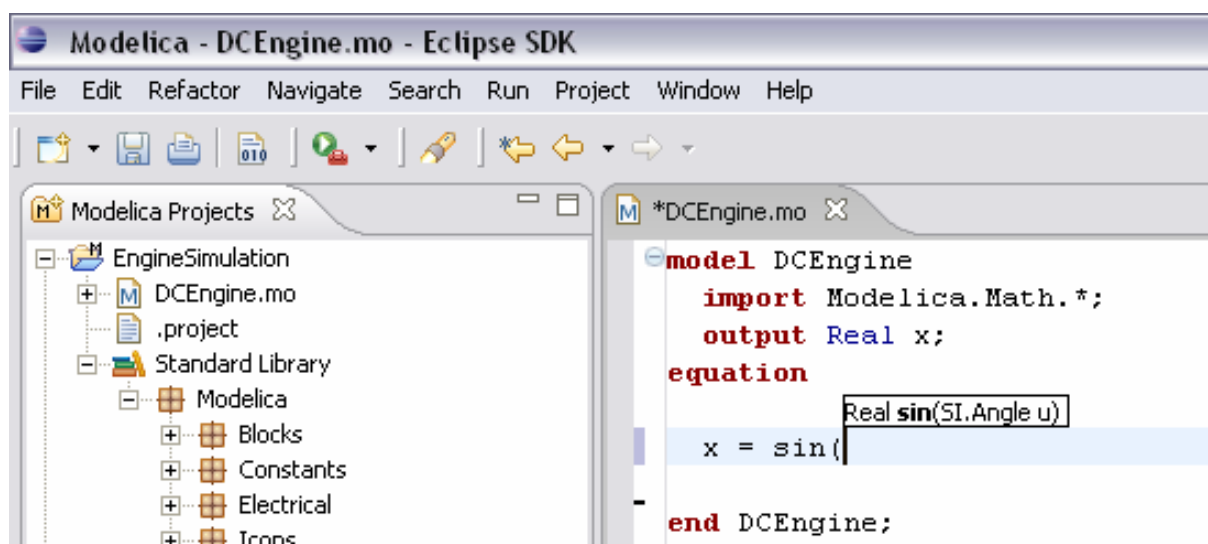 Modelica - DCEngine.mo - Eclipse SDK
File Edit Refactor Navigate Search Run Project Window Help
010
Modelica Projects
EngineSimulation
DCEngine.mo
.project
Standard Library
Modelica
Blocks
Constants
Electrical
Icons
*DCEngine.mo
model DCEngine
import Modelica.Math.*;
output Real x;
equation
Real sin(SI.Angle u)
x = sin(
end DCEngine;